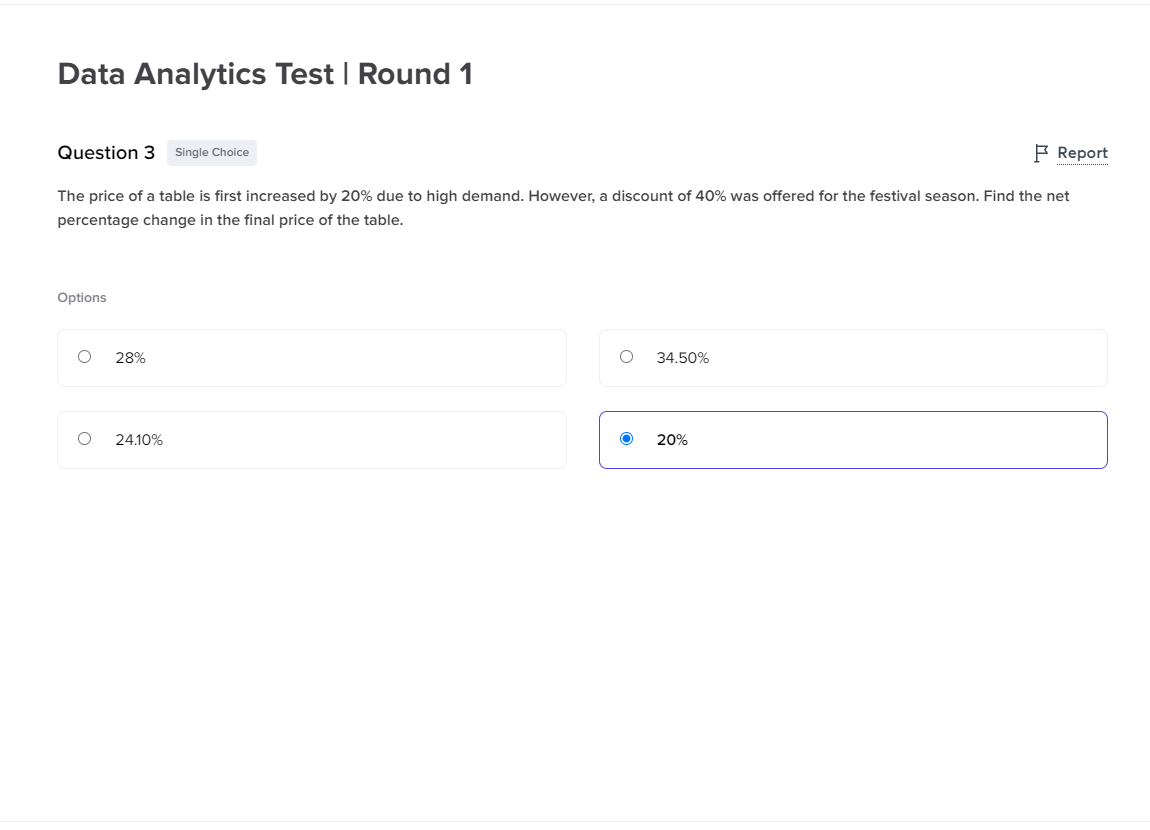 Data Analytics Test | Round 1
Question 3 Single Choice Report
The price of a table is first increased by 20% due to high demand. However, a discount of 40% was offered for the festival season. Find the net
percentage change in the final price of the table.
Options
28% 34.50%
24.10% 20%